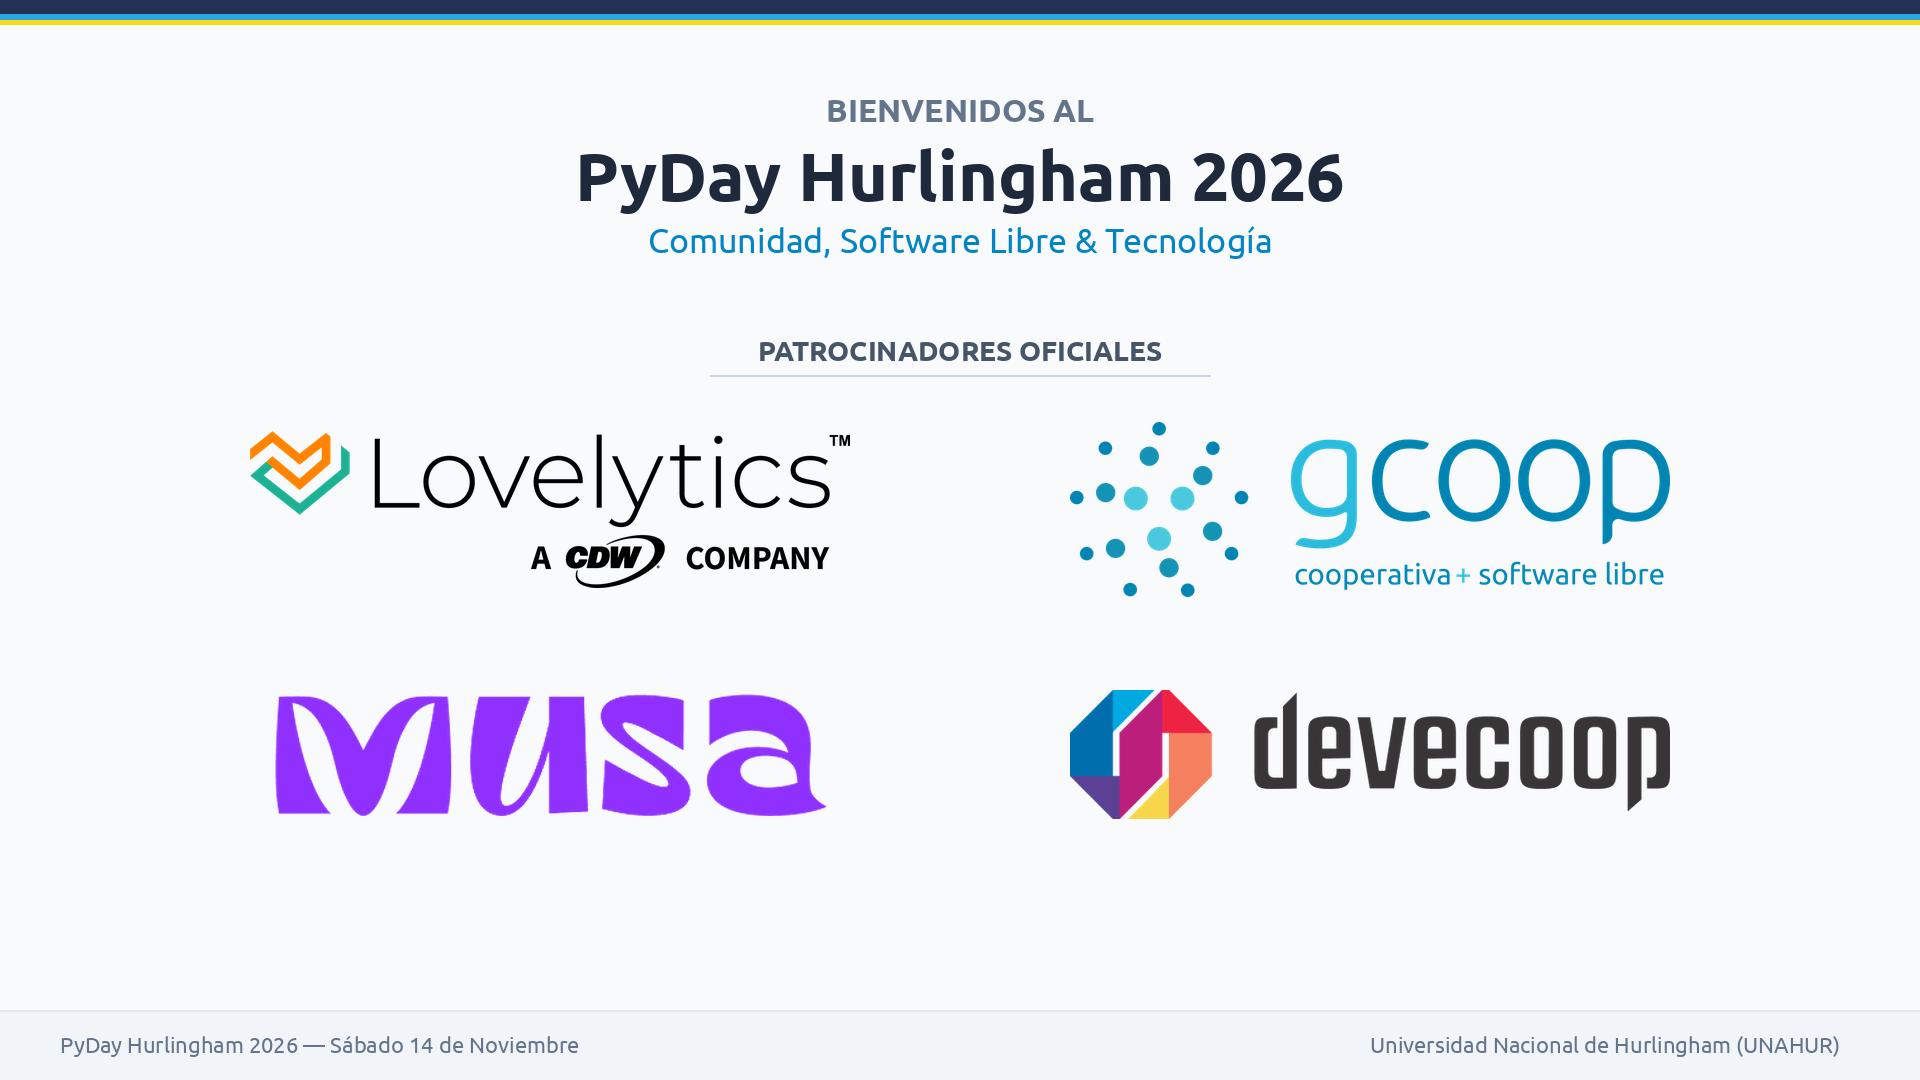 BIENVENIDOS AL
PyDay Hurlingham 2026
Comunidad, Software Libre & Tecnología
PATROCINADORES OFICIALES
Lovelytics™
A CDW COMPANY
gcoop
cooperativa + software libre
musa
devecoop
PyDay Hurlingham 2026 — Sábado 14 de Noviembre
Universidad Nacional de Hurlingham (UNAHUR)